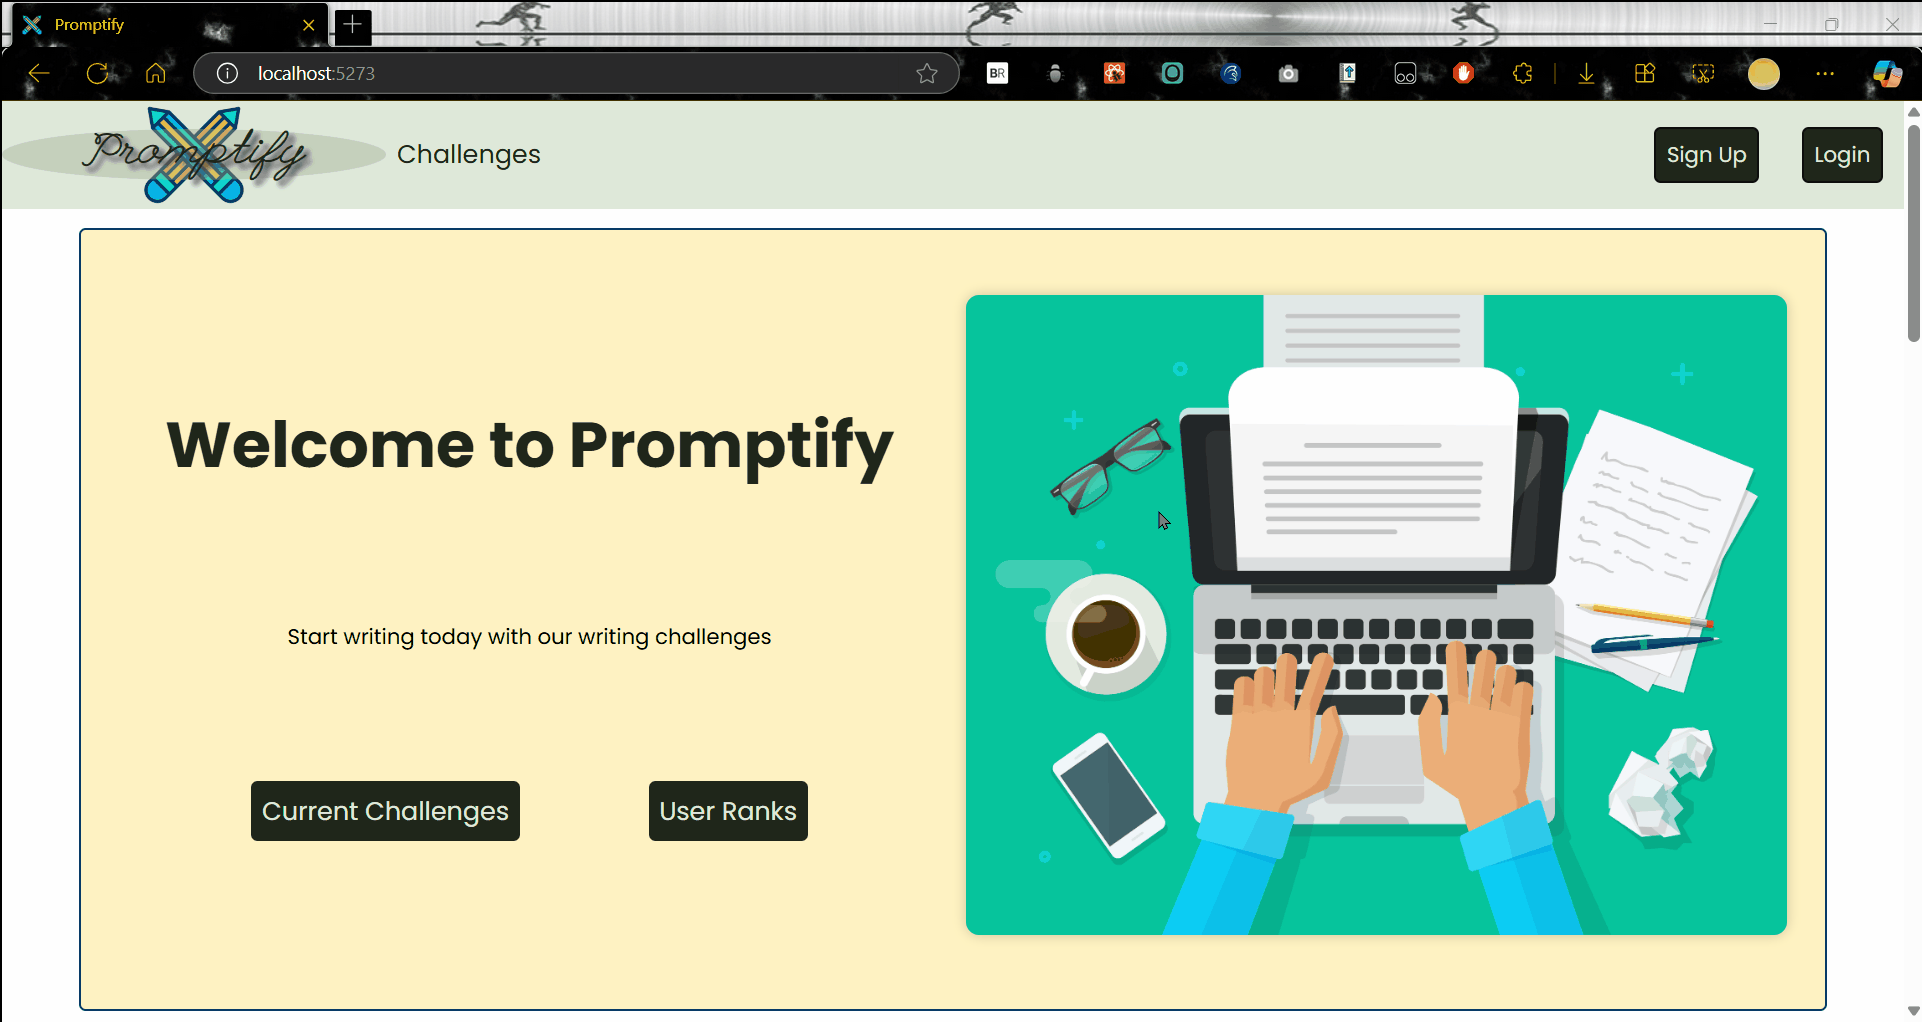 Promptify
localhost:5273
BR
Promptify
Challenges
Sign Up
Login
Welcome to Promptify
Start writing today with our writing challenges
Current Challenges
User Ranks